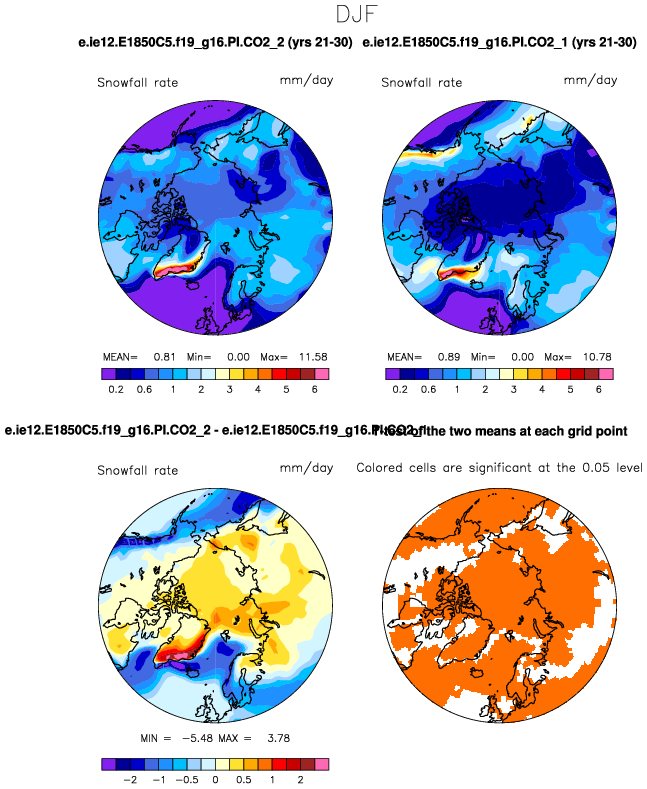 DJF
e.ie12.E1850C5.f19_g16.PI.CO2_2 (yrs 21-30) e.ie12.E1850C5.f19_g16.PI.CO2_1 (yrs 21-30)
Snowfall rate mm/day Snowfall rate mm/day
MEAN= 0.81 Min= 0.00 Max= 11.58 MEAN= 0.89 Min= 0.00 Max= 10.78
0.2 0.6 1 2 3 4 5 6 0.2 0.6 1 2 3 4 5 6
e.ie12.E1850C5.f19_g16.PI.CO2_2 - e.ie12.E1850C5.f19_g16.PI.CO2_1 of the two means at each grid point
Snowfall rate mm/day Colored cells are significant at the 0.05 level
MIN = -5.48 MAX = 3.78
-2 -1 -0.5 0 0.5 1 2